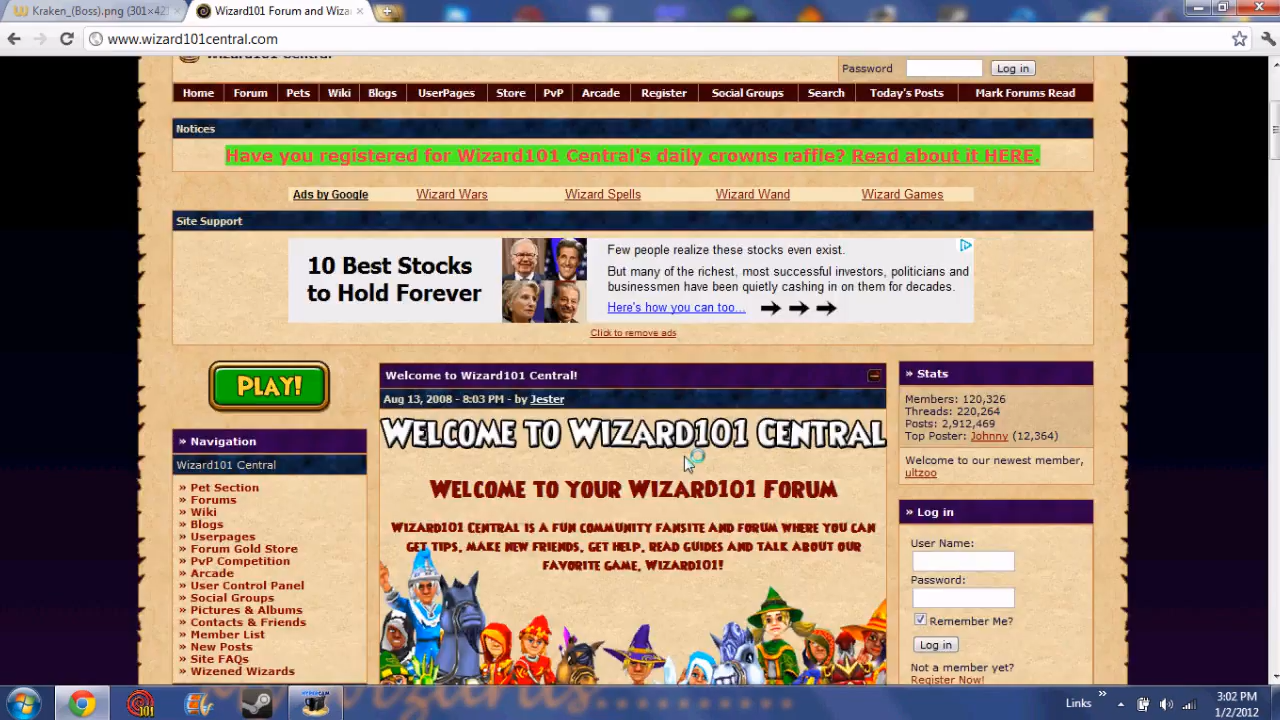 Kraken_(Boss).png (301×42
Wizard101 Forum and Wiza
www.wizard101central.com
Password
Log in
Home Forum Pets Wiki Blogs UserPages Store PvP Arcade Register Social Groups Search Today's Posts Mark Forums Read
Notices
Have you registered for Wizard101 Central's daily crowns raffle? Read about it HERE.
Ads by Google Wizard Wars Wizard Spells Wizard Wand Wizard Games
Site Support
10 Best Stocks
to Hold Forever
Few people realize these stocks even exist.
But many of the richest, most successful investors, politicians and
businessmen have been quietly cashing in on them for decades.
Here's how you can too...
Click to remove ads
PLAY!
» Navigation
Wizard101 Central
» Pet Section
» Forums
» Wiki
» Blogs
» Userpages
» Forum Gold Store
» PvP Competition
» Arcade
» User Control Panel
» Social Groups
» Pictures & Albums
» Contacts & Friends
» Member List
» New Posts
» Site FAQs
» Wizened Wizards
Welcome to Wizard101 Central!
Aug 13, 2008 - 8:03 PM - by Jester
Welcome to Wizard101 Central
Welcome to your Wizard101 Forum
Wizard101 Central is a fun community fansite and forum where you can
get tips, make new friends, get help, read guides and talk about our
favorite game, Wizard101!
» Stats
Members: 120,326
Threads: 220,264
Posts: 2,912,469
Top Poster: Johnny (12,364)
Welcome to our newest member,
ultzoo
» Log in
User Name:
Password:
Remember Me?
Log in
Not a member yet?
Register Now!
101
Links
3:02 PM
1/2/2012